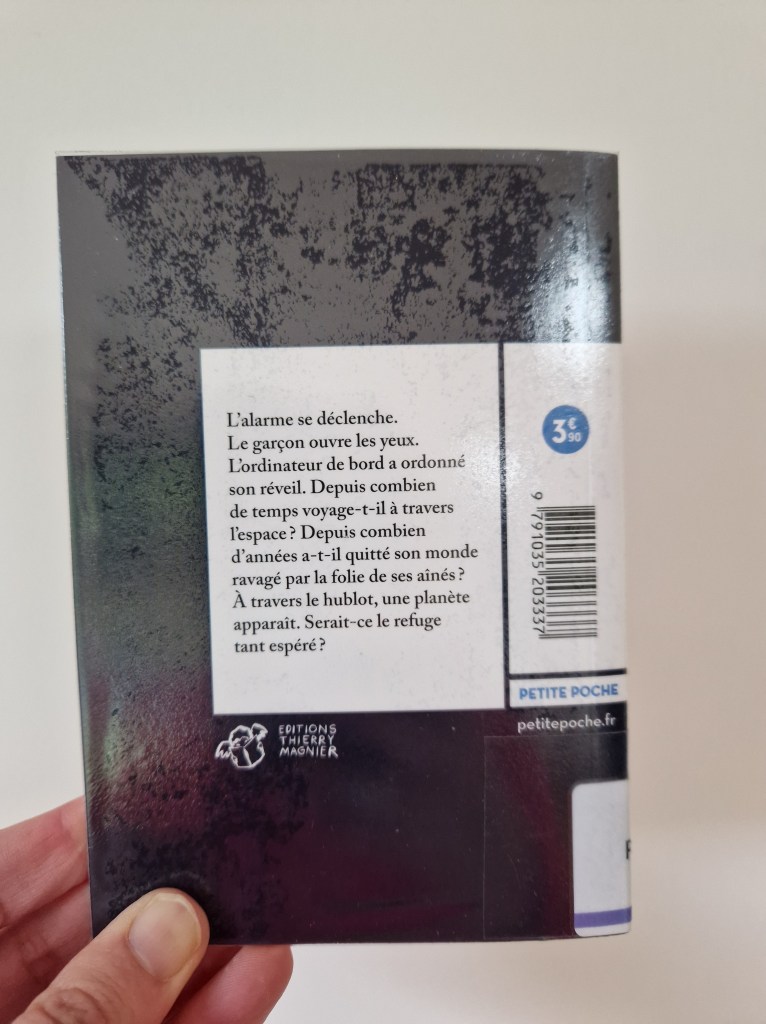 L'alarme se déclenche.
Le garçon ouvre les yeux.
L'ordinateur de bord a ordonné
son réveil. Depuis combien
de temps voyage-t-il à travers
l'espace ? Depuis combien
d'années a-t-il quitté son monde
ravagé par la folie de ses aînés ?
À travers le hublot, une planète
apparaît. Serait-ce le refuge
tant espéré ?
3€90
9 791035 203337
PETITE POCHE
petitepoche.fr
EDITIONS
THIERRY
MAGNIER